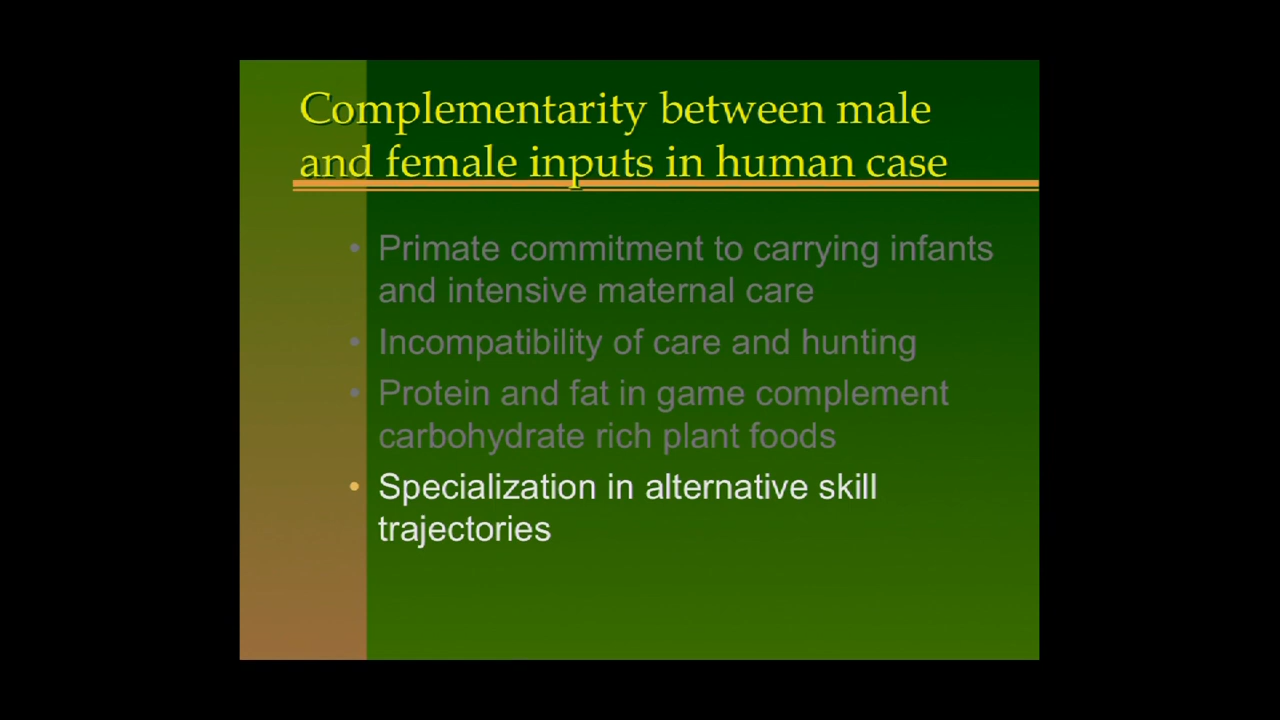 Complementarity between male
and female inputs in human case
• Primate commitment to carrying infants
and intensive maternal care
• Incompatibility of care and hunting
• Protein and fat in game complement
carbohydrate rich plant foods
• Specialization in alternative skill
trajectories